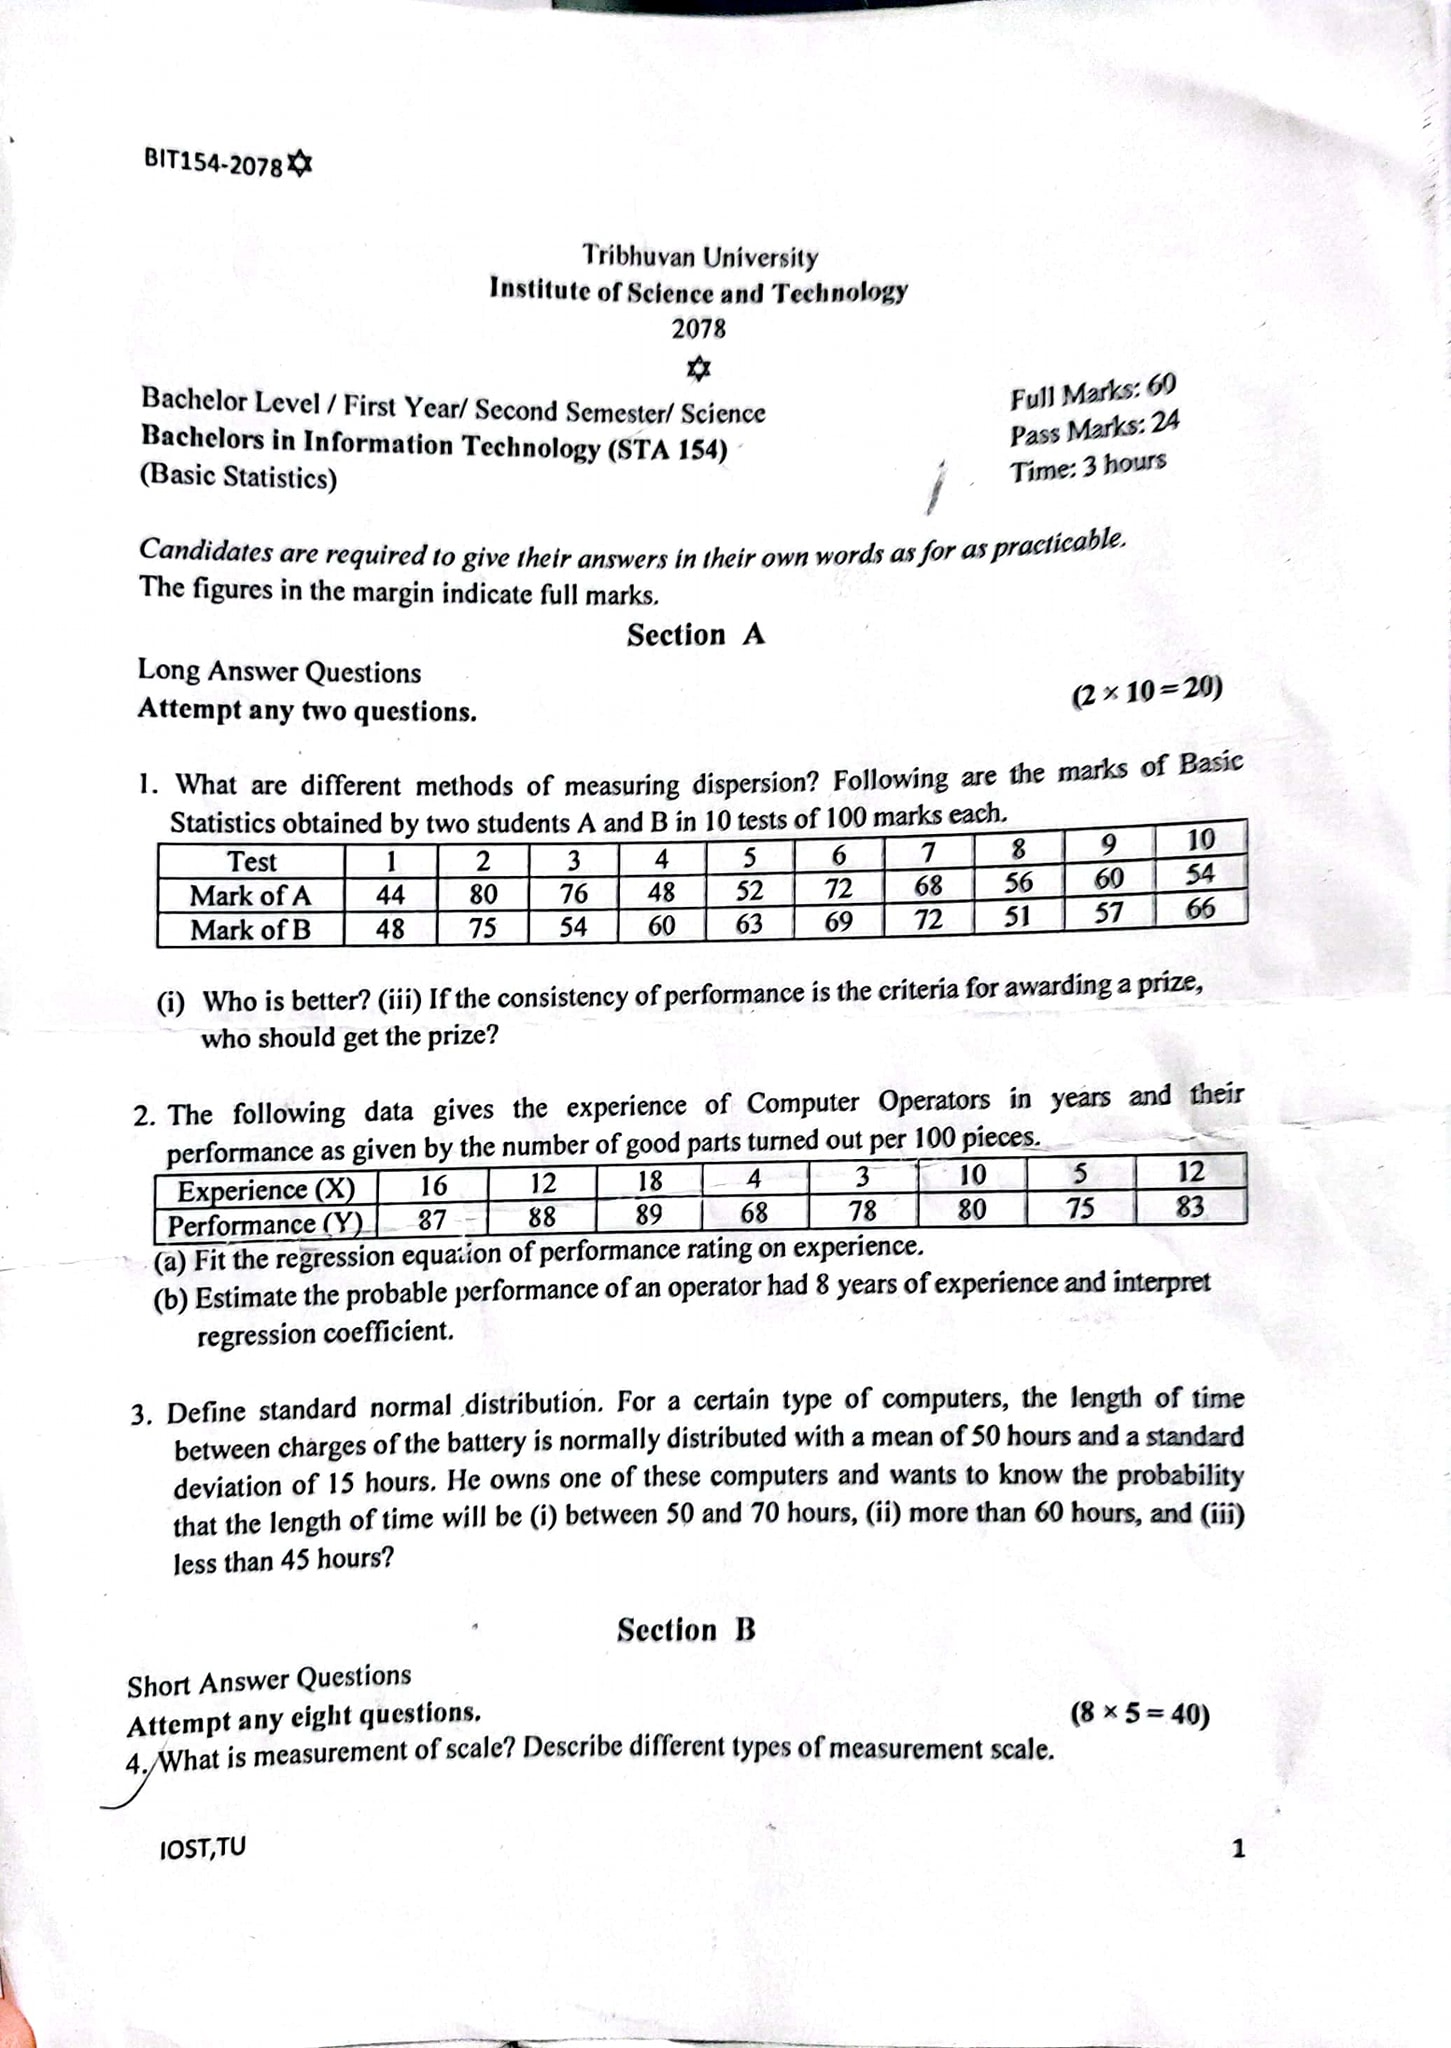 BIT154-2078✡
Tribhuvan University
Institute of Science and Technology
2078
✡
Bachelor Level / First Year/ Second Semester/ Science
Full Marks: 60
Bachelors in Information Technology (STA 154)
Pass Marks: 24
(Basic Statistics)
Time: 3 hours
Candidates are required to give their answers in their own words as for as practicable.
The figures in the margin indicate full marks.
Section A
Long Answer Questions
Attempt any two questions.
(2 × 10 = 20)
1. What are different methods of measuring dispersion? Following are the marks of Basic
Statistics obtained by two students A and B in 10 tests of 100 marks each.
Test 1 2 3 4 5 6 7 8 9 10
Mark of A 44 80 76 48 52 72 68 56 60 54
Mark of B 48 75 54 60 63 69 72 51 57 66
(i) Who is better? (iii) If the consistency of performance is the criteria for awarding a prize,
who should get the prize?
2. The following data gives the experience of Computer Operators in years and their
performance as given by the number of good parts turned out per 100 pieces.
Experience (X) 16 12 18 4 3 10 5 12
Performance (Y) 87 88 89 68 78 80 75 83
(a) Fit the regression equation of performance rating on experience.
(b) Estimate the probable performance of an operator had 8 years of experience and interpret
regression coefficient.
3. Define standard normal distribution. For a certain type of computers, the length of time
between charges of the battery is normally distributed with a mean of 50 hours and a standard
deviation of 15 hours. He owns one of these computers and wants to know the probability
that the length of time will be (i) between 50 and 70 hours, (ii) more than 60 hours, and (iii)
less than 45 hours?
Section B
Short Answer Questions
Attempt any eight questions.
(8 × 5 = 40)
4. What is measurement of scale? Describe different types of measurement scale.
IOST,TU
1